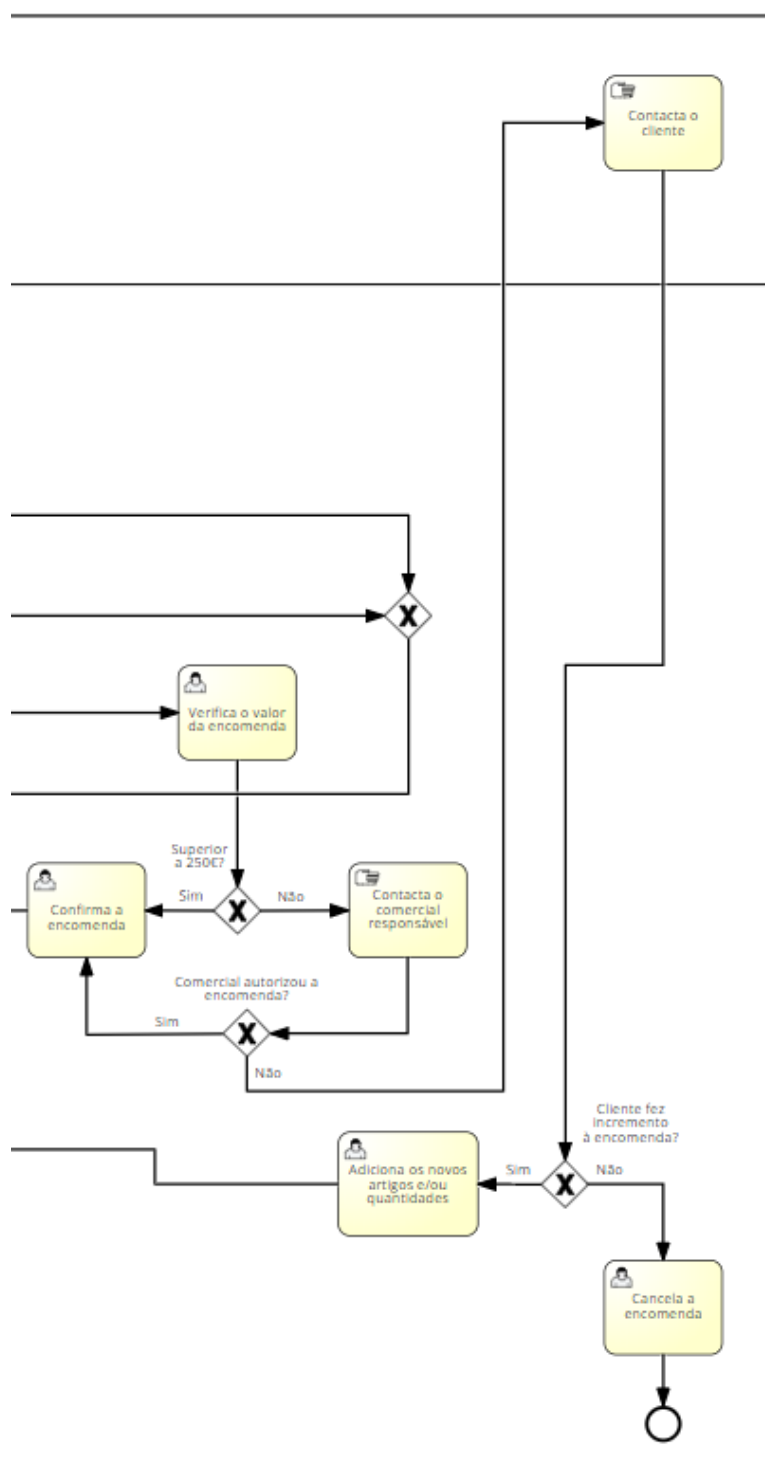 Contacta o
cliente
Verifica o valor
da encomenda
Superior
a 250€?
Sim
Não
Confirma a
encomenda
Contacta o
comercial
responsável
Comercial autorizou a
encomenda?
Sim
Não
Cliente fez
incremento
à encomenda?
Sim
Não
Adiciona os novos
artigos e/ou
quantidades
Cancela a
encomenda